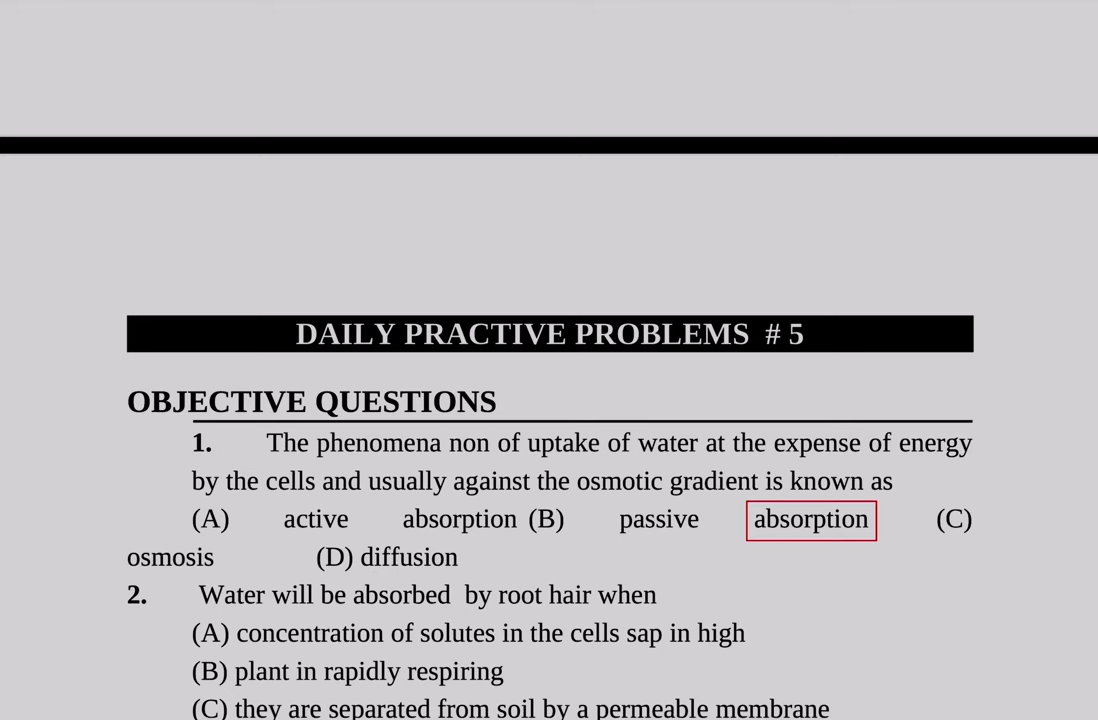 DAILY PRACTIVE PROBLEMS # 5
OBJECTIVE QUESTIONS
1. The phenomena non of uptake of water at the expense of energy
by the cells and usually against the osmotic gradient is known as
(A) active absorption (B) passive absorption (C)
osmosis (D) diffusion
2. Water will be absorbed by root hair when
(A) concentration of solutes in the cells sap in high
(B) plant in rapidly respiring
(C) they are separated from soil by a permeable membrane